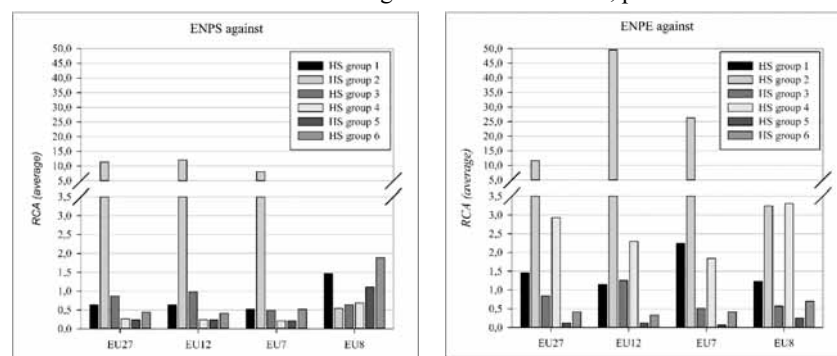 ENPS against
50,0
45,0
40,0
35,0
30,0
25,0
20,0
15,0
10,0
5,0
3,5
3,0
2,5
2,0
1,5
1,0
0,5
0,0
RCA (average)
HS group 1
HS group 2
HS group 3
HS group 4
HS group 5
HS group 6
EU27 EU12 EU7 EU8
ENPE against
50,0
45,0
40,0
35,0
30,0
25,0
20,0
15,0
10,0
5,0
3,5
3,0
2,5
2,0
1,5
1,0
0,5
0,0
RCA (average)
HS group 1
HS group 2
HS group 3
HS group 4
HS group 5
HS group 6
EU27 EU12 EU7 EU8